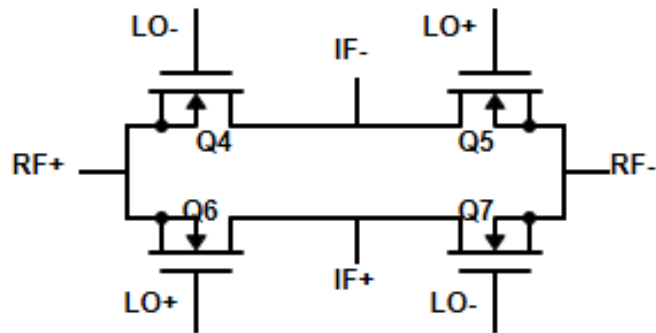 LO- LO+
IF-
Q4 Q5
RF+ RF-
Q6 Q7
IF+
LO+ LO-